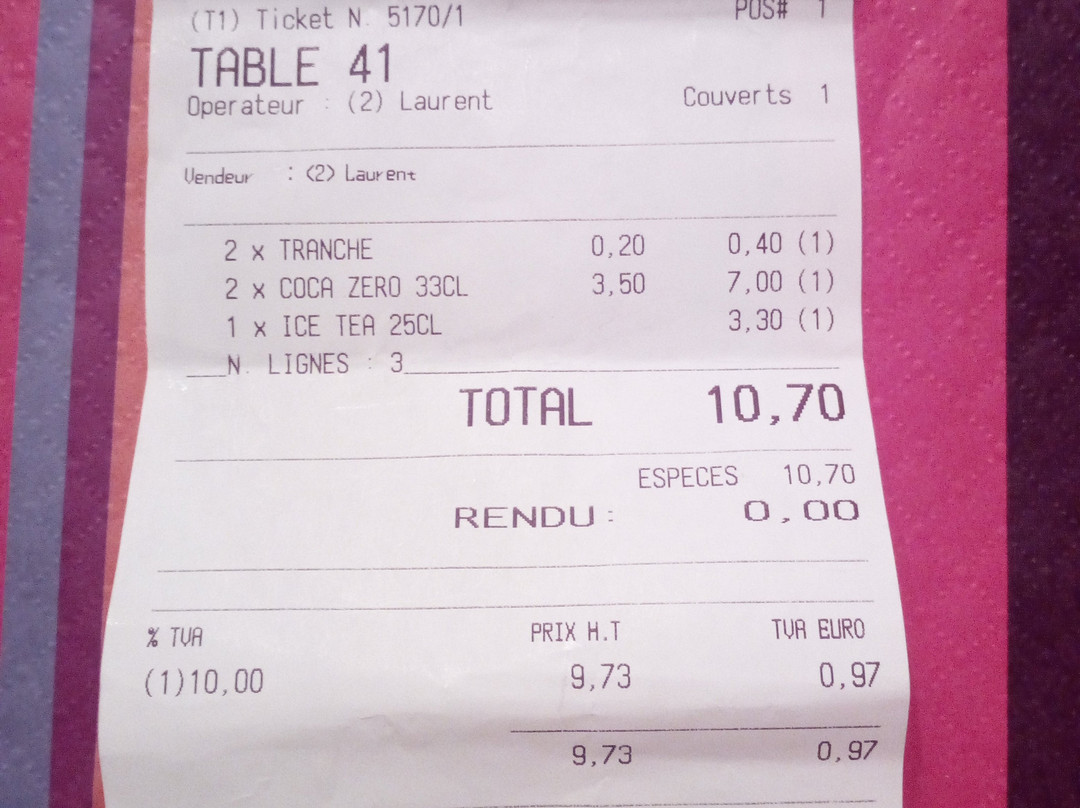 (T1) Ticket N. 5170/1 POS# 1
TABLE 41
Operateur : (2) Laurent Couverts 1
Vendeur : (2) Laurent
2 x TRANCHE 0,20 0,40 (1)
2 x COCA ZERO 33CL 3,50 7,00 (1)
1 x ICE TEA 25CL 3,30 (1)
___N. LIGNES : 3___
TOTAL 10,70
ESPECES 10,70
RENDU : 0,00
% TVA PRIX H.T TVA EURO
(1)10,00 9,73 0,97
9,73 0,97